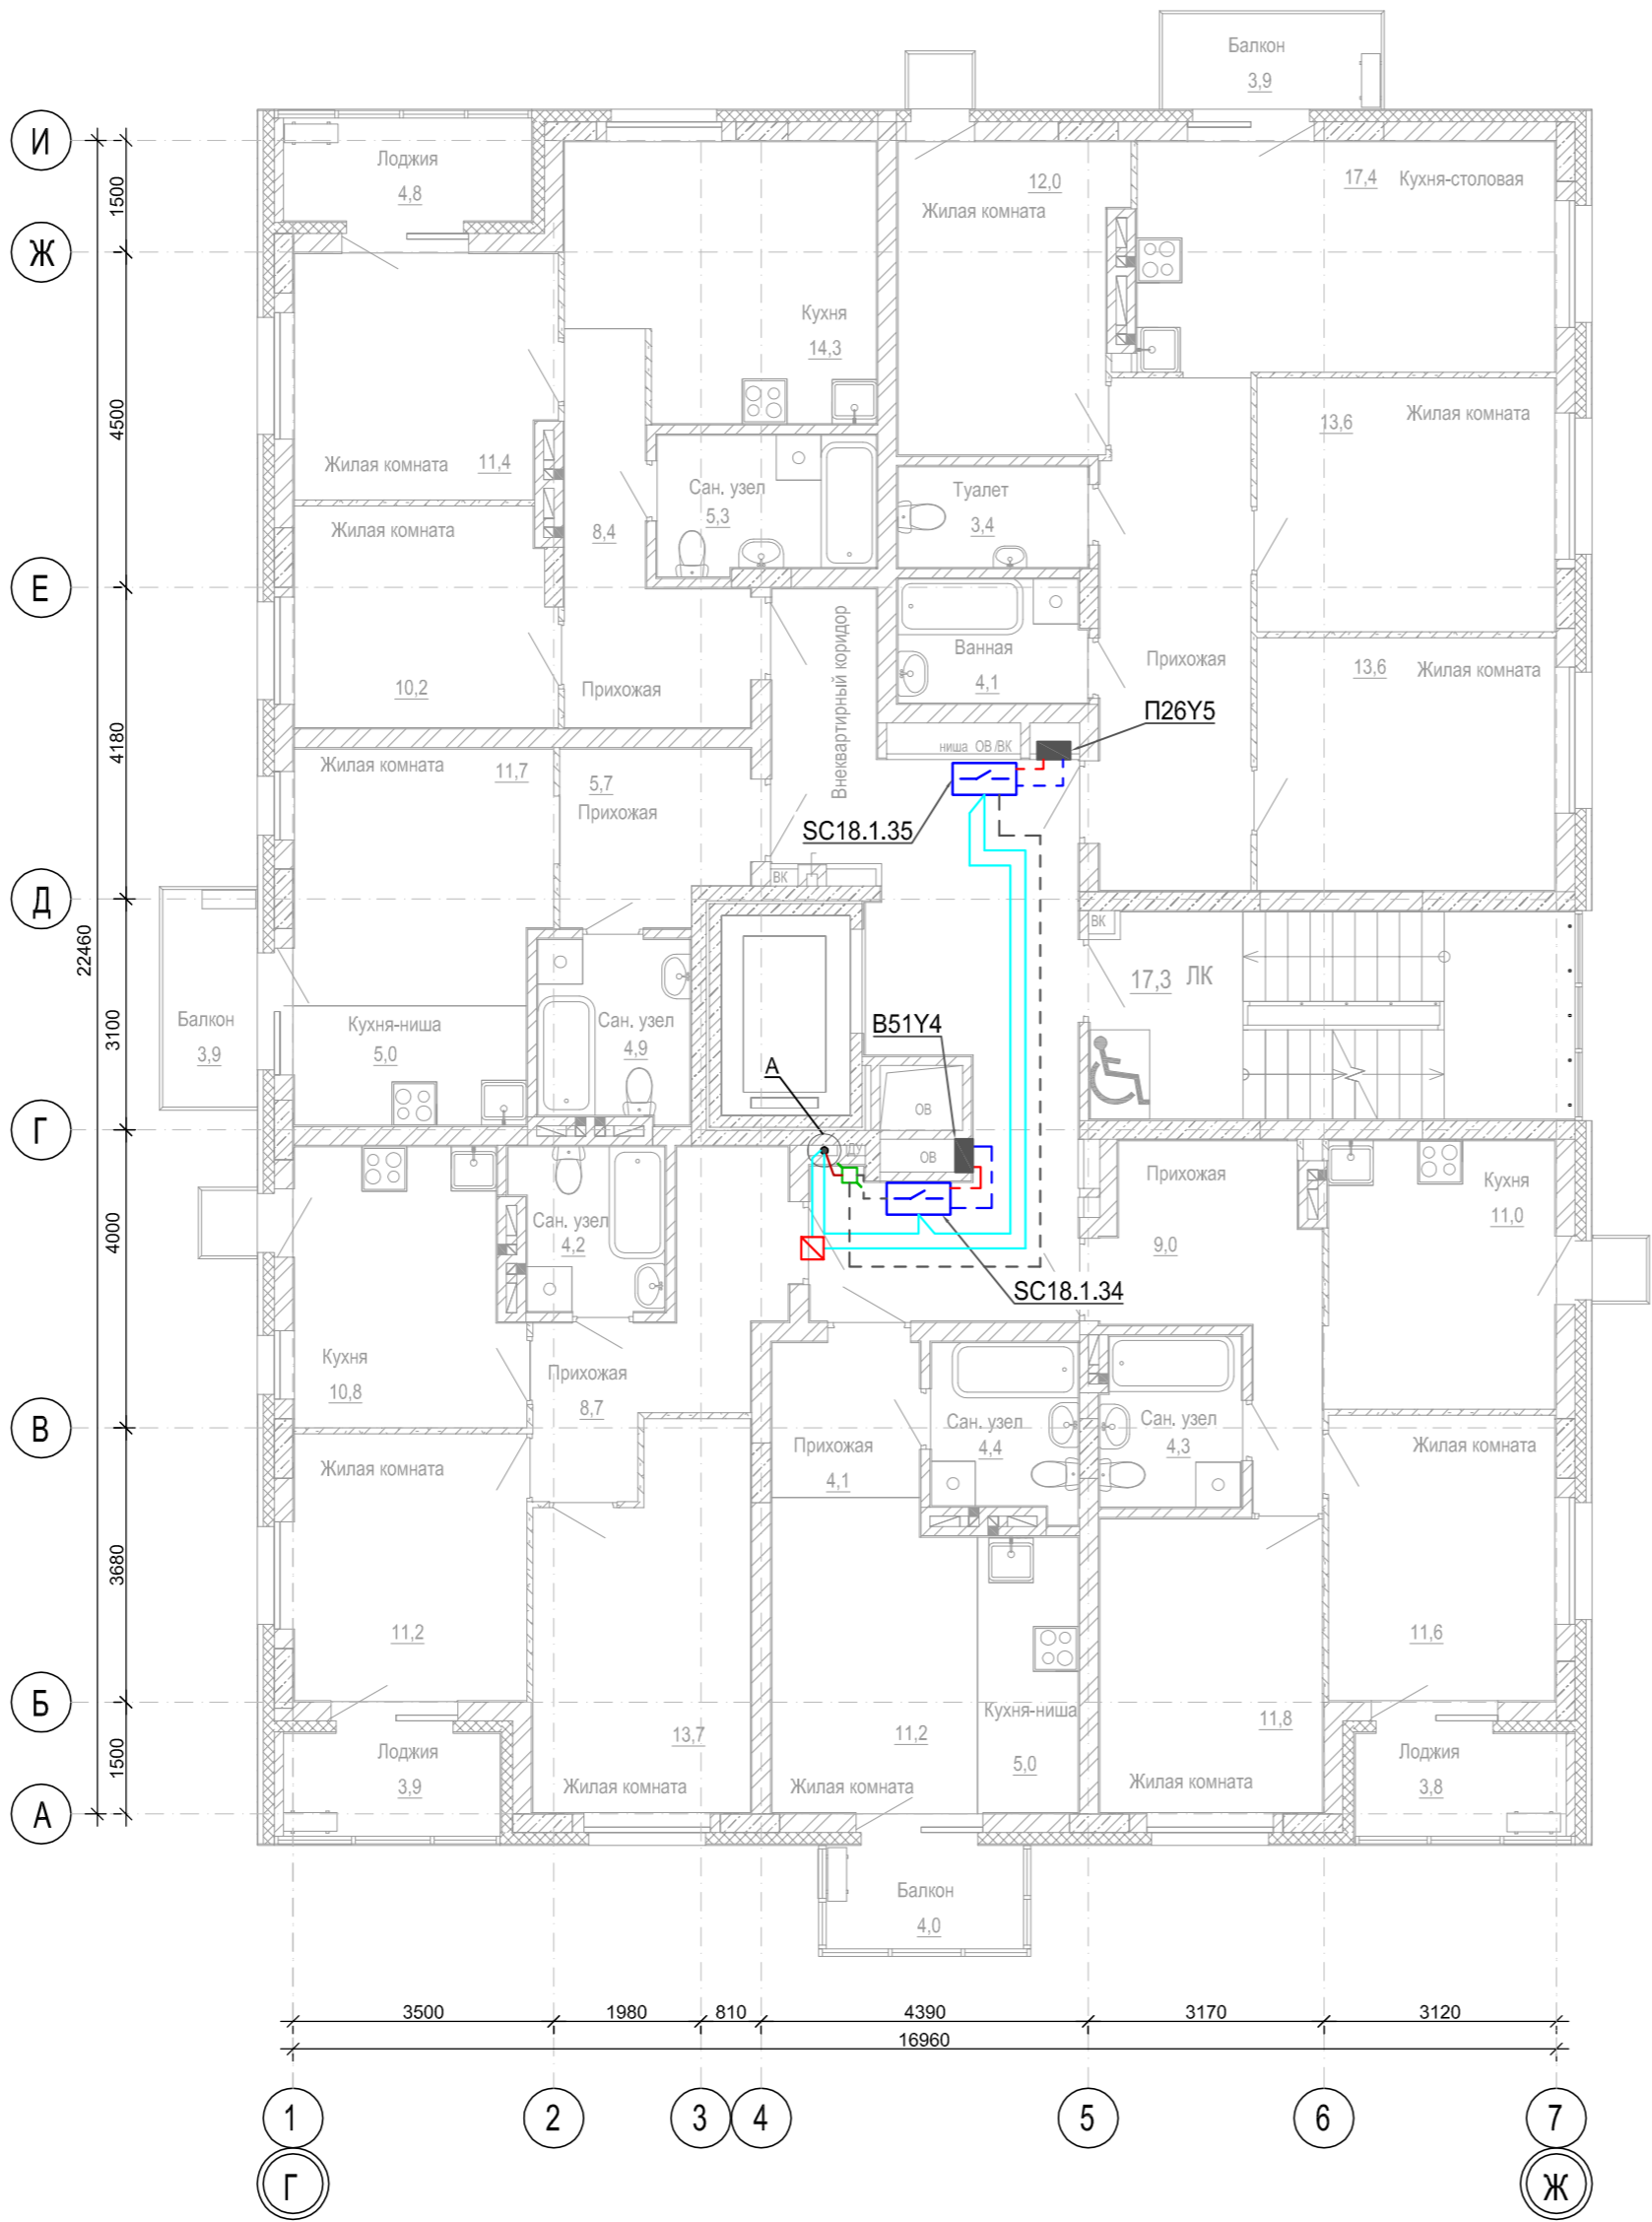 Балкон
3,9
И
Лоджия
4,8
1500
12,0
Жилая комната
17,4
Кухня-столовая
Ж
Кухня
14,3
4500
13,6
Жилая комната
Жилая комната
11,4
Сан. узел
5,3
Туалет
3,4
Жилая комната
8,4
Е
Внеквартирный коридор
Ванная
4,1
Прихожая
13,6
Жилая комната
10,2
Прихожая
П26Y5
4180
ниша ОВ/ВК
Жилая комната
11,7
5,7
Прихожая
SC18.1.35
ВК
Д
ВК
22460
17,3
ЛК
3100
Балкон
3,9
Кухня-ниша
5,0
Сан. узел
4,9
В51Y4
А
ОВ
Г
ДУ
ОВ
Прихожая
Кухня
11,0
4000
Сан. узел
4,2
9,0
SC18.1.34
Кухня
10,8
Прихожая
8,7
В
Прихожая
4,1
Сан. узел
4,4
Сан. узел
4,3
Жилая комната
Жилая комната
3680
11,2
11,6
Б
13,7
11,2
Кухня-ниша
5,0
11,8
1500
Лоджия
3,9
Жилая комната
Жилая комната
Жилая комната
Лоджия
3,8
А
Балкон
4,0
3500
1980
810
4390
3170
3120
16960
1
2
3
4
5
6
7
Г
Ж